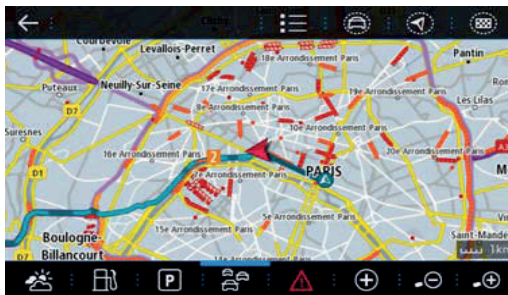 Clichy
Courbevoie
Levallois-Perret
Pantin
18e Arrondissement Paris
Puteaux
Neuilly-Sur-Seine
17e Arrondissement Paris
19e Arrondissement Paris
Les Lilas
D7
8e Arrondissement Paris
Suresnes
10e Arrondissement Paris
16e Arrondissement Paris
2
20e Arrondissement Paris
D1
7e Arrondissement Paris
PARIS
5e Arrondissement Paris
15e Arrondissement Paris
Boulogne-
Billancourt
Saint-Mande
1km
P